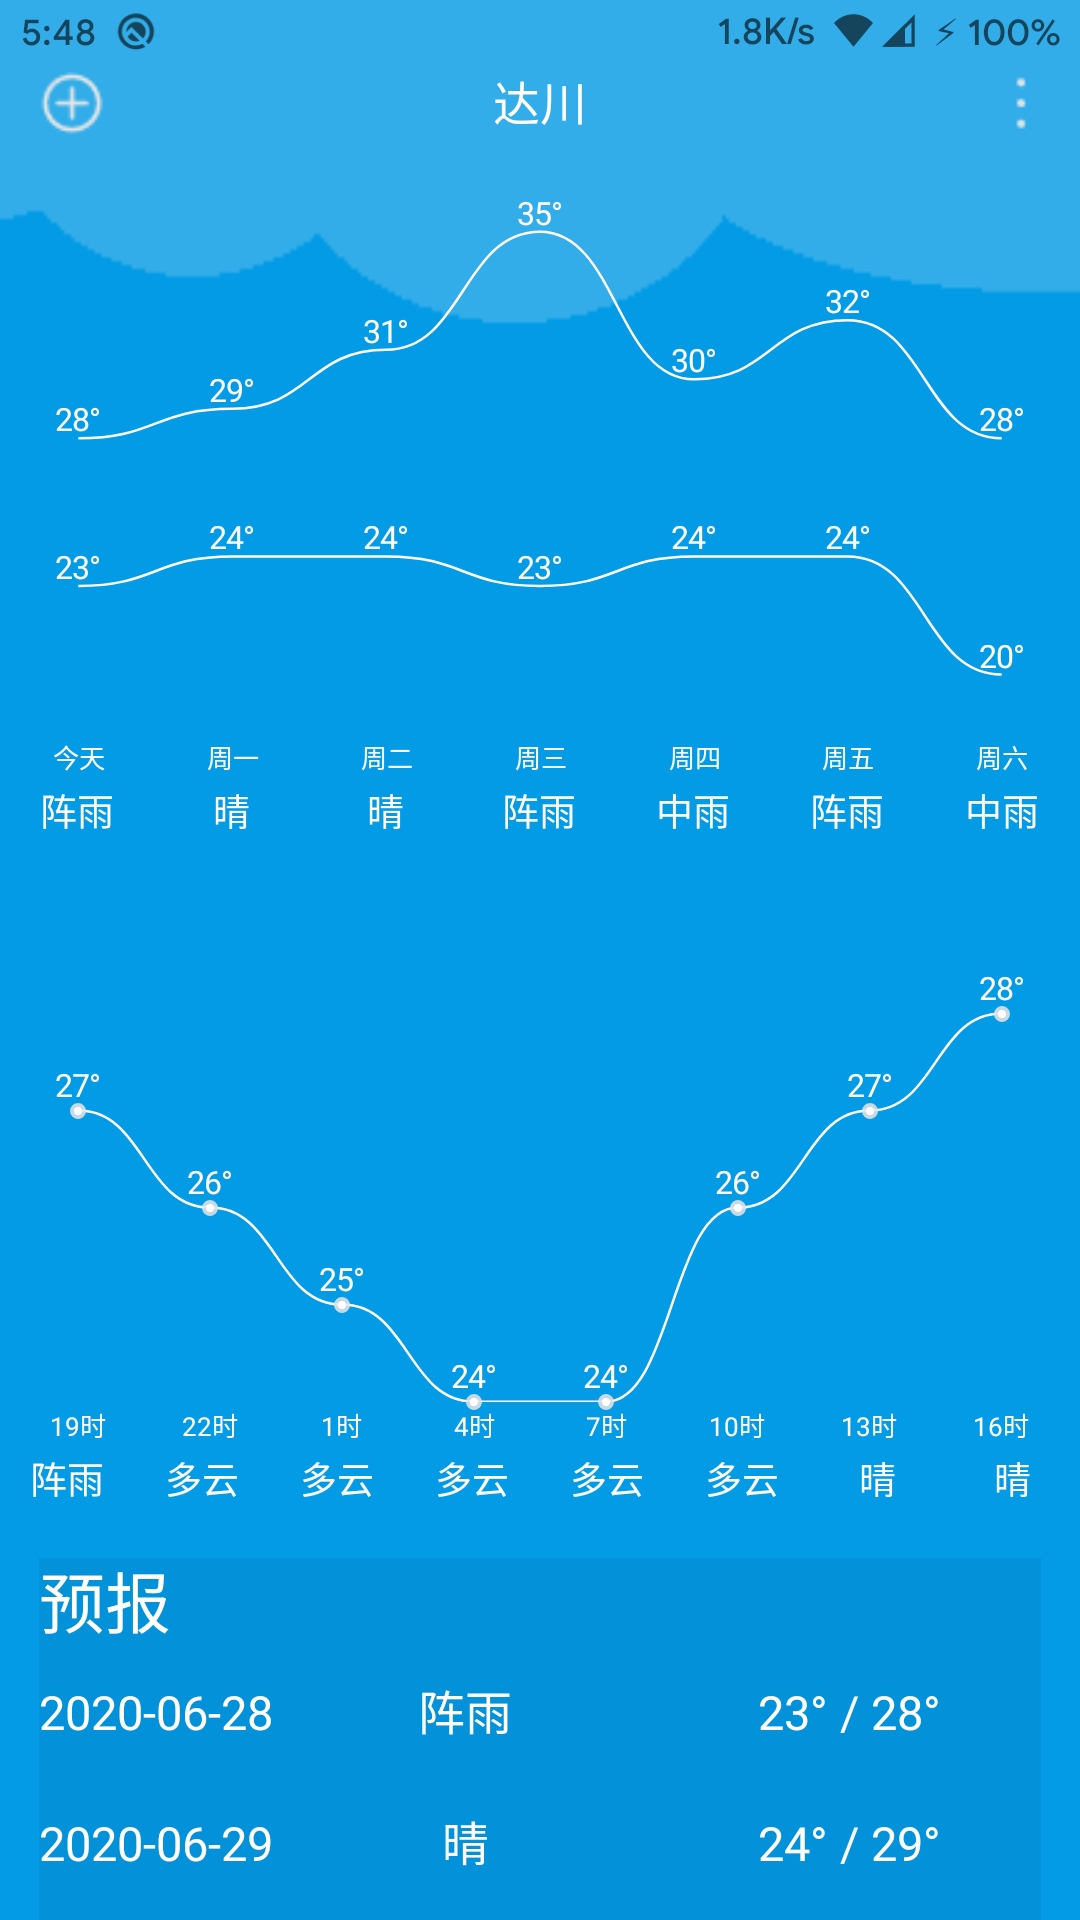 5:48 1.8K/s 100%
达川
35°
32°
31°
30°
29°
28° 28°
24° 24° 24° 24°
23° 23°
20°
今天 周一 周二 周三 周四 周五 周六
阵雨 晴 晴 阵雨 中雨 阵雨 中雨
28°
27° 27°
26° 26°
25°
24° 24°
19时 22时 1时 4时 7时 10时 13时 16时
阵雨 多云 多云 多云 多云 多云 晴 晴
预报
2020-06-28 阵雨 23° / 28°
2020-06-29 晴 24° / 29°